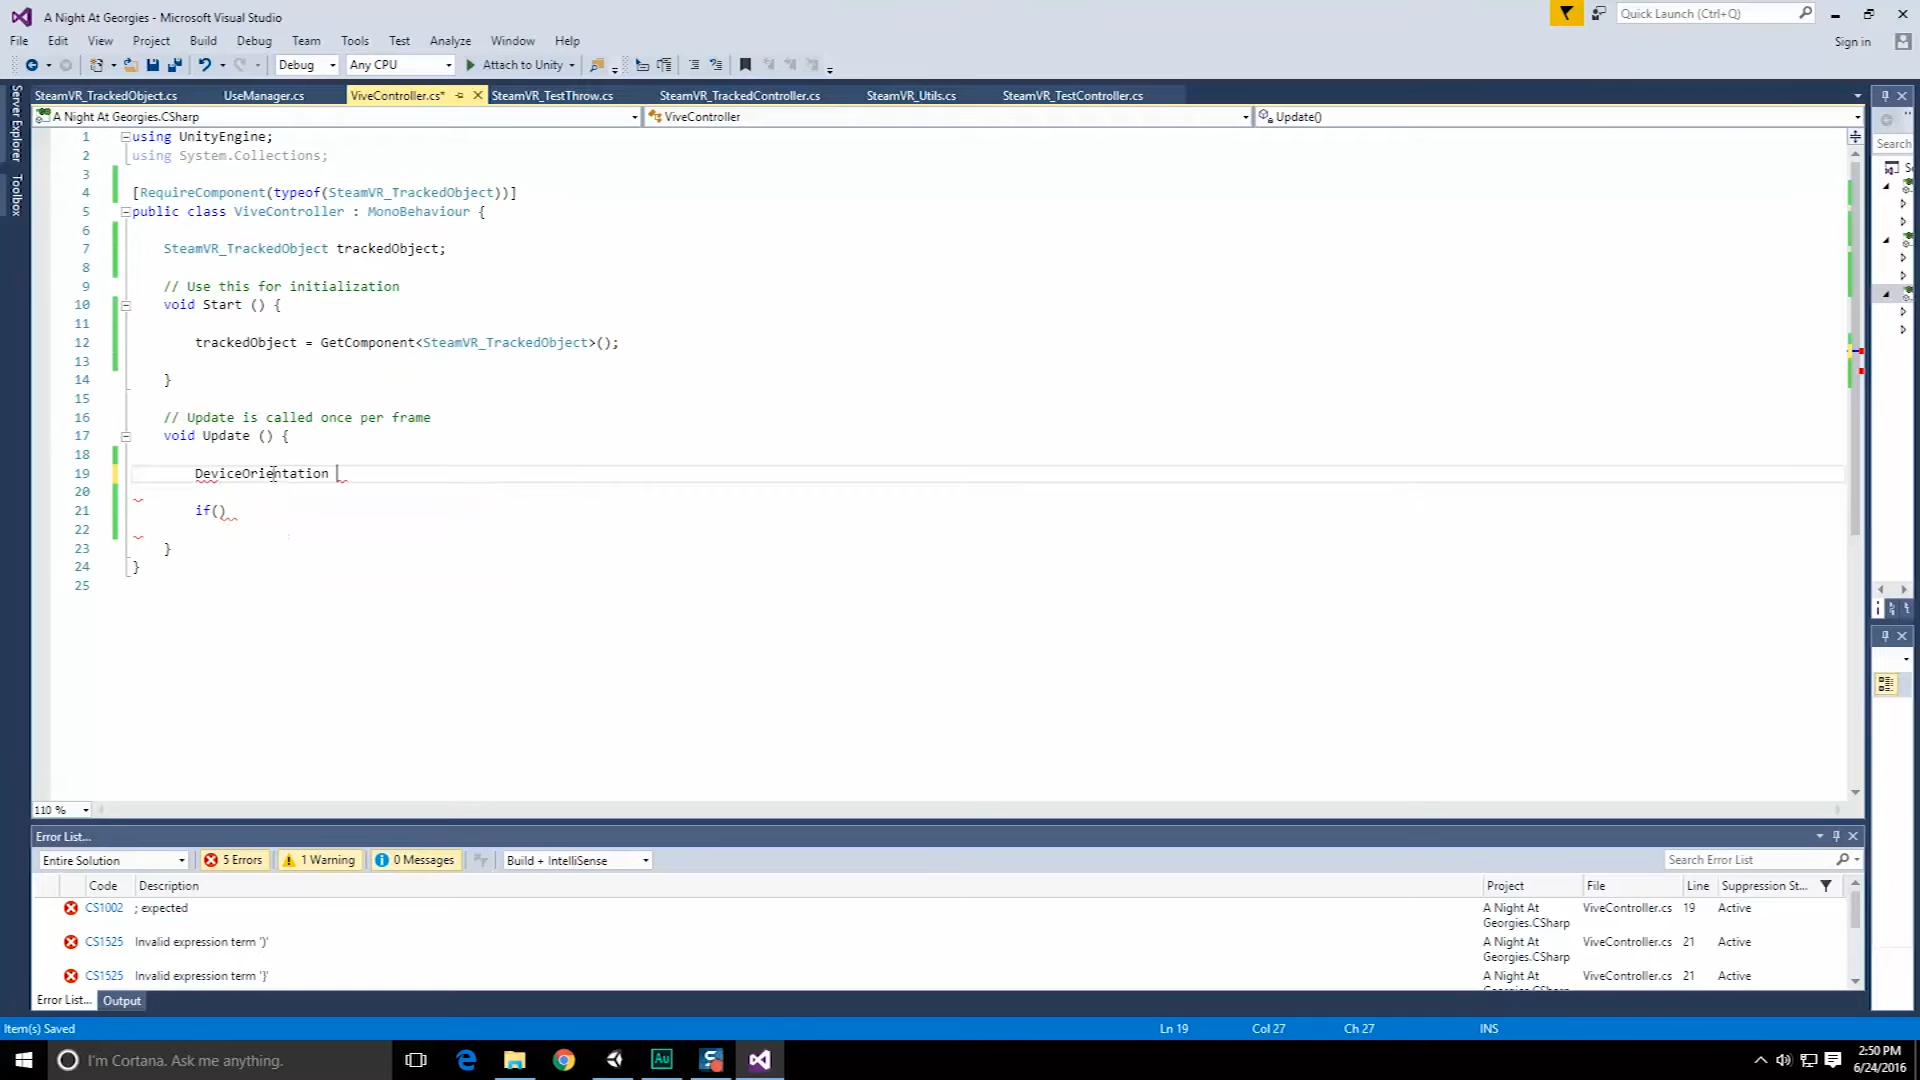 A Night At Georgies - Microsoft Visual Studio
Quick Launch (Ctrl+Q)
File Edit View Project Build Debug Team Tools Test Analyze Window Help
Sign in
Debug Any CPU Attach to Unity
SteamVR_TrackedObject.cs UseManager.cs ViveController.cs* SteamVR_TestThrow.cs SteamVR_TrackedController.cs SteamVR_Utils.cs SteamVR_TestController.cs
A Night At Georgies.CSharp ViveController Update()
Server Explorer
Toolbox
Search
1 using UnityEngine;
2 using System.Collections;
3
4 [RequireComponent(typeof(SteamVR_TrackedObject))]
5 public class ViveController : MonoBehaviour {
6
7 SteamVR_TrackedObject trackedObject;
8
9 // Use this for initialization
10 void Start () {
11
12 trackedObject = GetComponent<SteamVR_TrackedObject>();
13
14 }
15
16 // Update is called once per frame
17 void Update () {
18
19 DeviceOrientation
20
21 if()
22
23 }
24 }
25
110 %
Error List...
Entire Solution 5 Errors 1 Warning 0 Messages Build + IntelliSense Search Error List
Code Description Project File Line Suppression St...
CS1002 ; expected A Night At Georgies.CSharp ViveController.cs 19 Active
CS1525 Invalid expression term ')' A Night At Georgies.CSharp ViveController.cs 21 Active
CS1525 Invalid expression term '}' A Night At ViveController.cs 21 Active
Error List... Output
Item(s) Saved Ln 19 Col 27 Ch 27 INS
I'm Cortana. Ask me anything.
Au
2:50 PM
6/24/2016